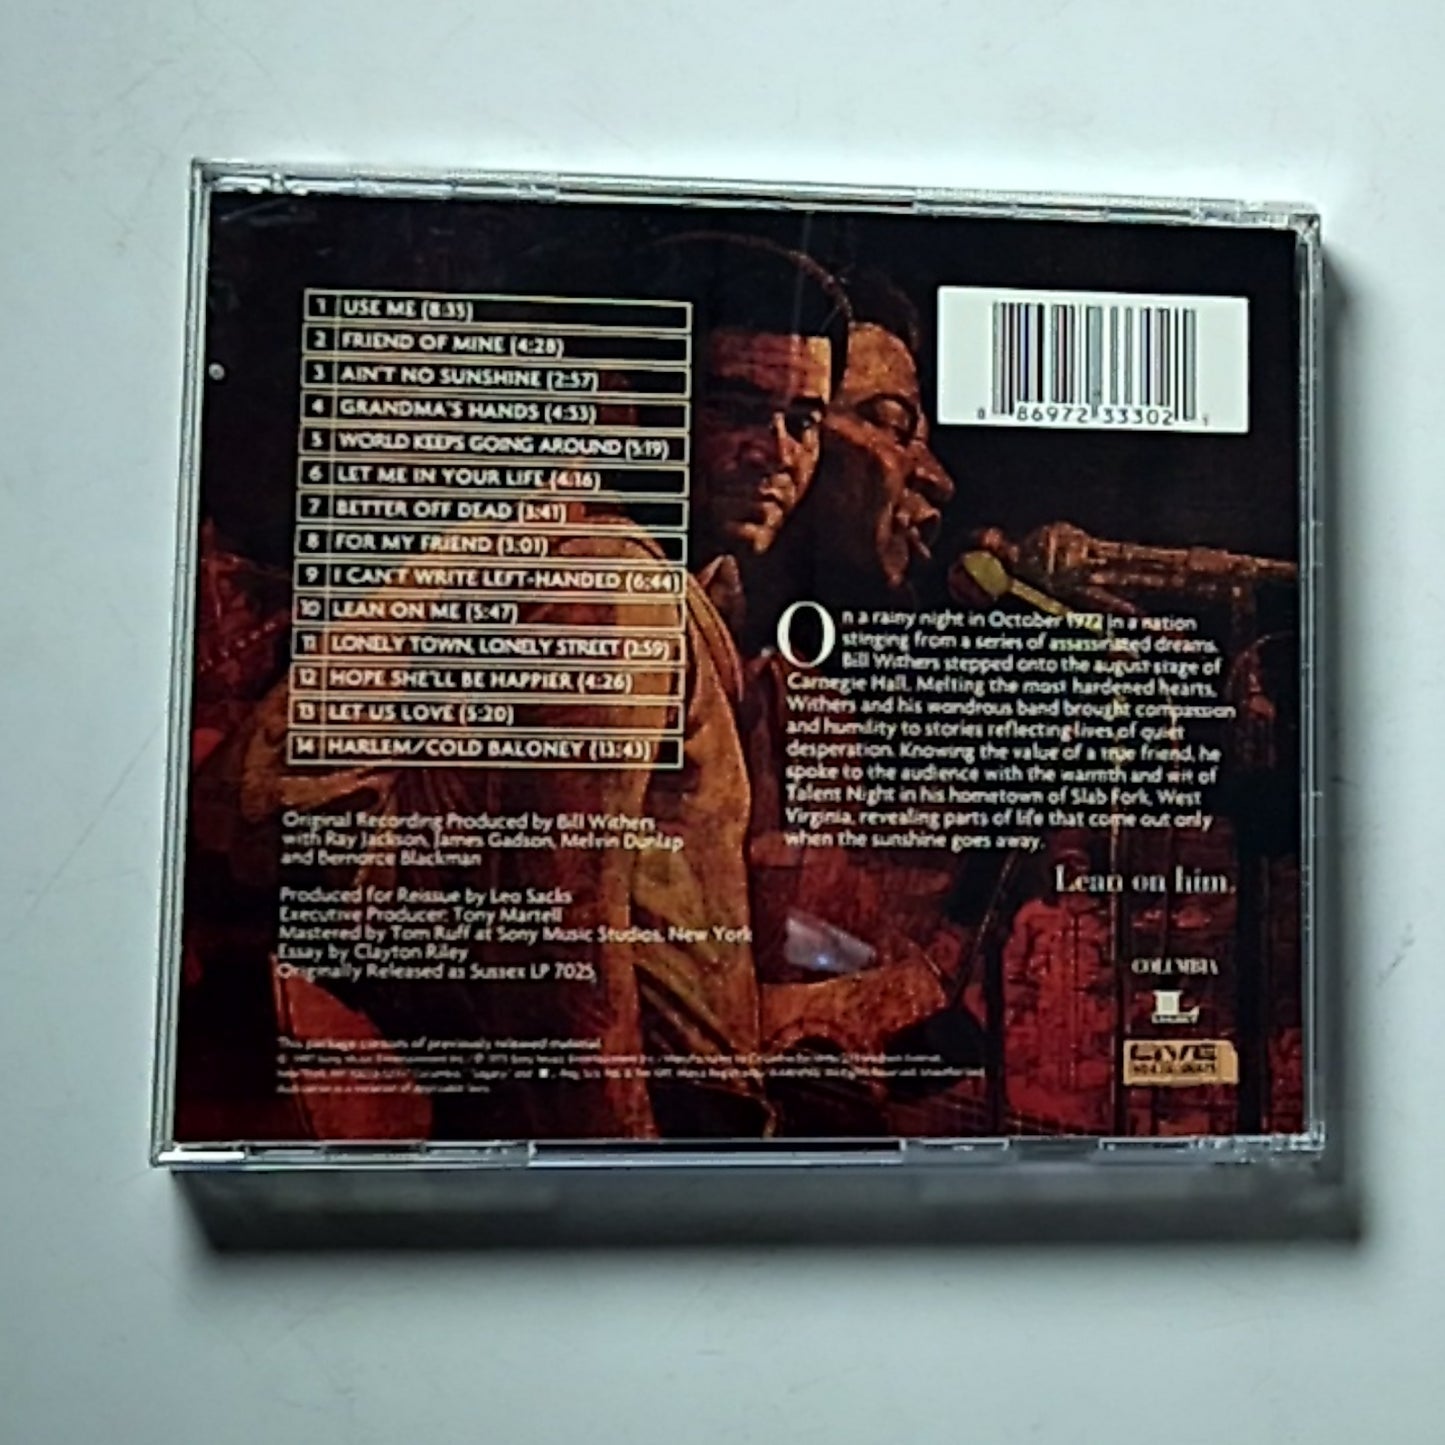 1 USE ME (8:35)
2 FRIEND OF MINE (4:28)
3 AIN'T NO SUNSHINE (2:57)
4 GRANDMA'S HANDS (4:53)
5 WORLD KEEPS GOING AROUND (5:19)
6 LET ME IN YOUR LIFE (4:16)
7 BETTER OFF DEAD (3:41)
8 FOR MY FRIEND (3:01)
9 I CAN'T WRITE LEFT-HANDED (6:44)
10 LEAN ON ME (5:47)
11 LONELY TOWN, LONELY STREET (3:59)
12 HOPE SHE'LL BE HAPPIER (4:26)
13 LET US LOVE (5:20)
14 HARLEM/COLD BALONEY (13:43)
Original Recording Produced by Bill Withers
with Ray Jackson, James Gadson, Melvin Dunlap
and Bernorce Blackman
Produced for Reissue by Leo Sacks
Executive Producer: Tony Martell
Mastered by Tom Ruff at Sony Music Studios, New York
Essay by Clayton Riley
Originally Released as Sussex LP 7025
This package consists of previously released material.
8 86972 33302 1
On a rainy night in October 1972 in a nation
stinging from a series of assassinated dreams,
Bill Withers stepped onto the august stage of
Carnegie Hall. Melting the most hardened hearts,
Withers and his wondrous band brought compassion
and humility to stories reflecting lives of quiet
desperation. Knowing the value of a true friend, he
spoke to the audience with the warmth and wit of
Talent Night in his hometown of Slab Fork, West
Virginia, revealing parts of life that come out only
when the sunshine goes away.
Lean on him.
COLUMBIA
L
LEGACY
LIVE